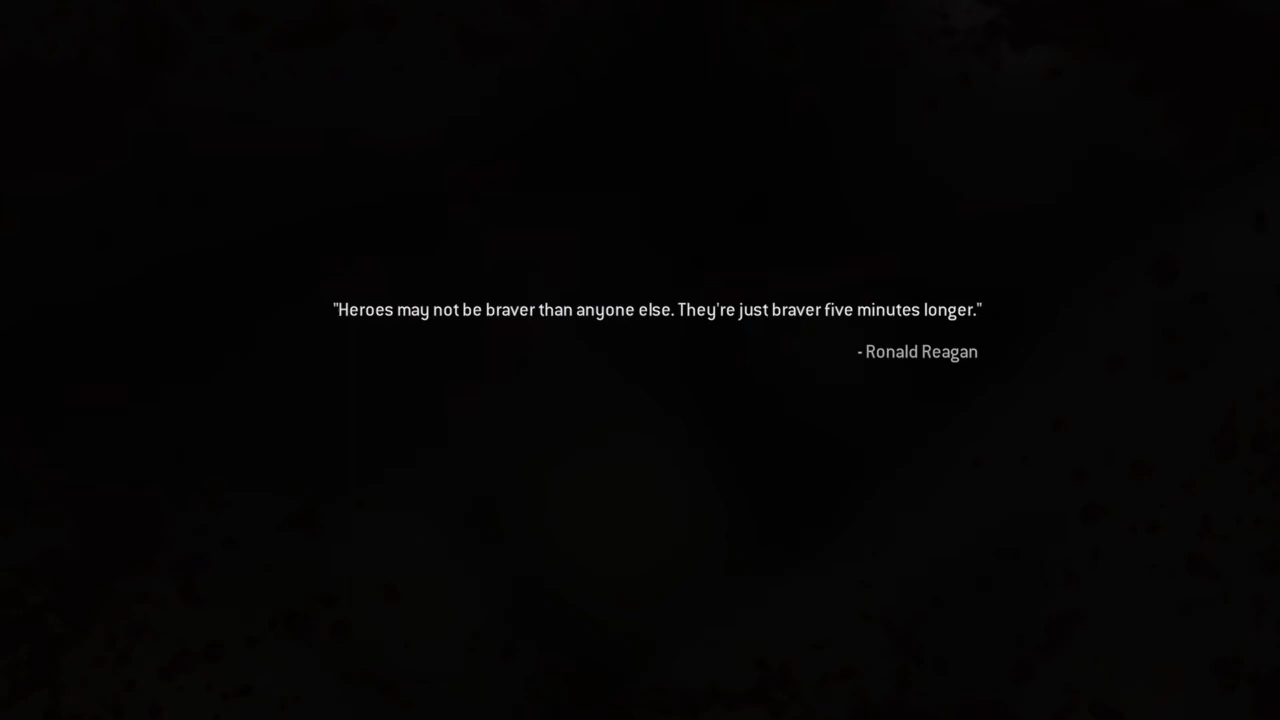 "Heroes may not be braver than anyone else. They're just braver five minutes longer."
- Ronald Reagan